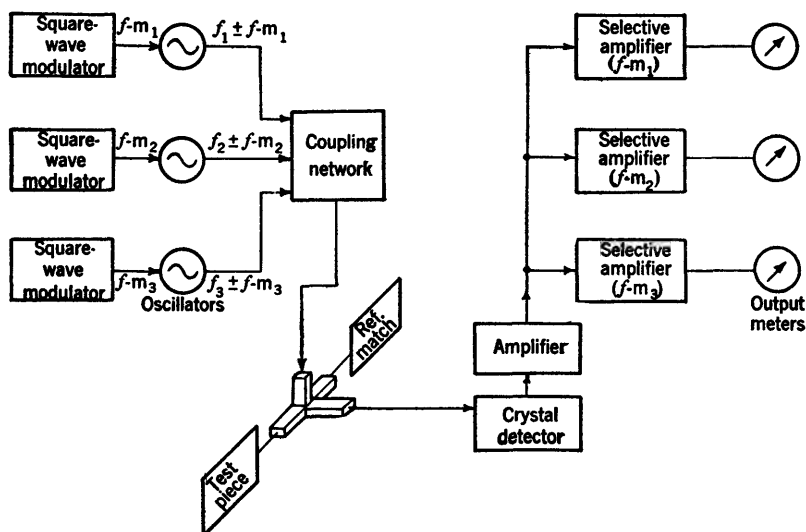 Square-
wave
modulator
f-m1
f1 ± f-m1
Square-
wave
modulator
f-m2
f2 ± f-m2
Square-
wave
modulator
f-m3
f3 ± f-m3
Oscillators
Coupling
network
Ref.
match
Test
piece
Crystal
detector
Amplifier
Selective
amplifier
(f-m1)
Selective
amplifier
(f-m2)
Selective
amplifier
(f-m3)
Output
meters